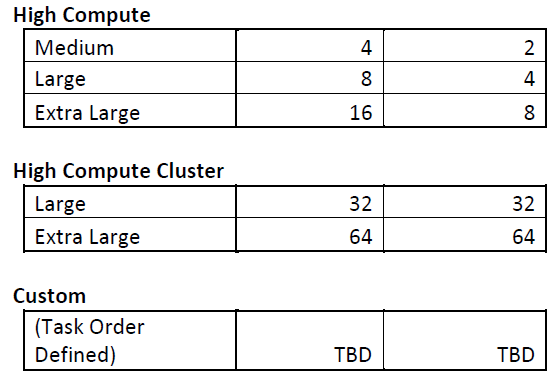 High Compute
Medium 4 2
Large 8 4
Extra Large 16 8
High Compute Cluster
Large 32 32
Extra Large 64 64
Custom
(Task Order
Defined) TBD TBD